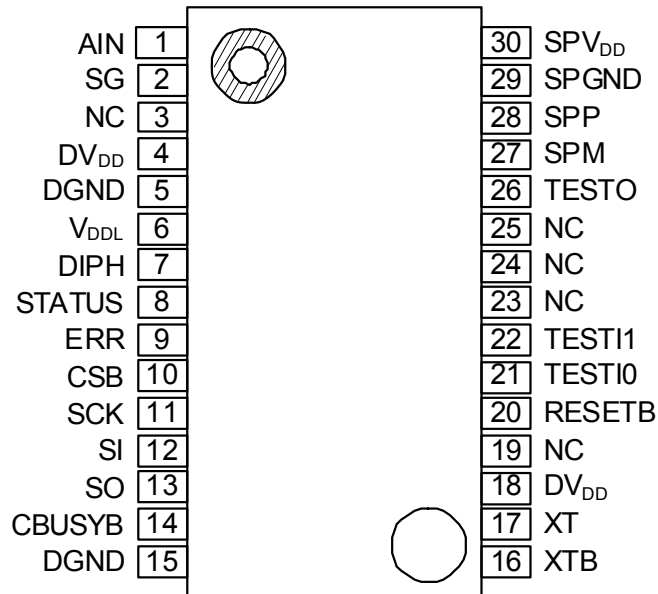 AIN 1 30 SPVDD
SG 2 29 SPGND
NC 3 28 SPP
DVDD 4 27 SPM
DGND 5 26 TESTO
VDDL 6 25 NC
DIPH 7 24 NC
STATUS 8 23 NC
ERR 9 22 TESTI1
CSB 10 21 TESTI0
SCK 11 20 RESETB
SI 12 19 NC
SO 13 18 DVDD
CBUSYB 14 17 XT
DGND 15 16 XTB